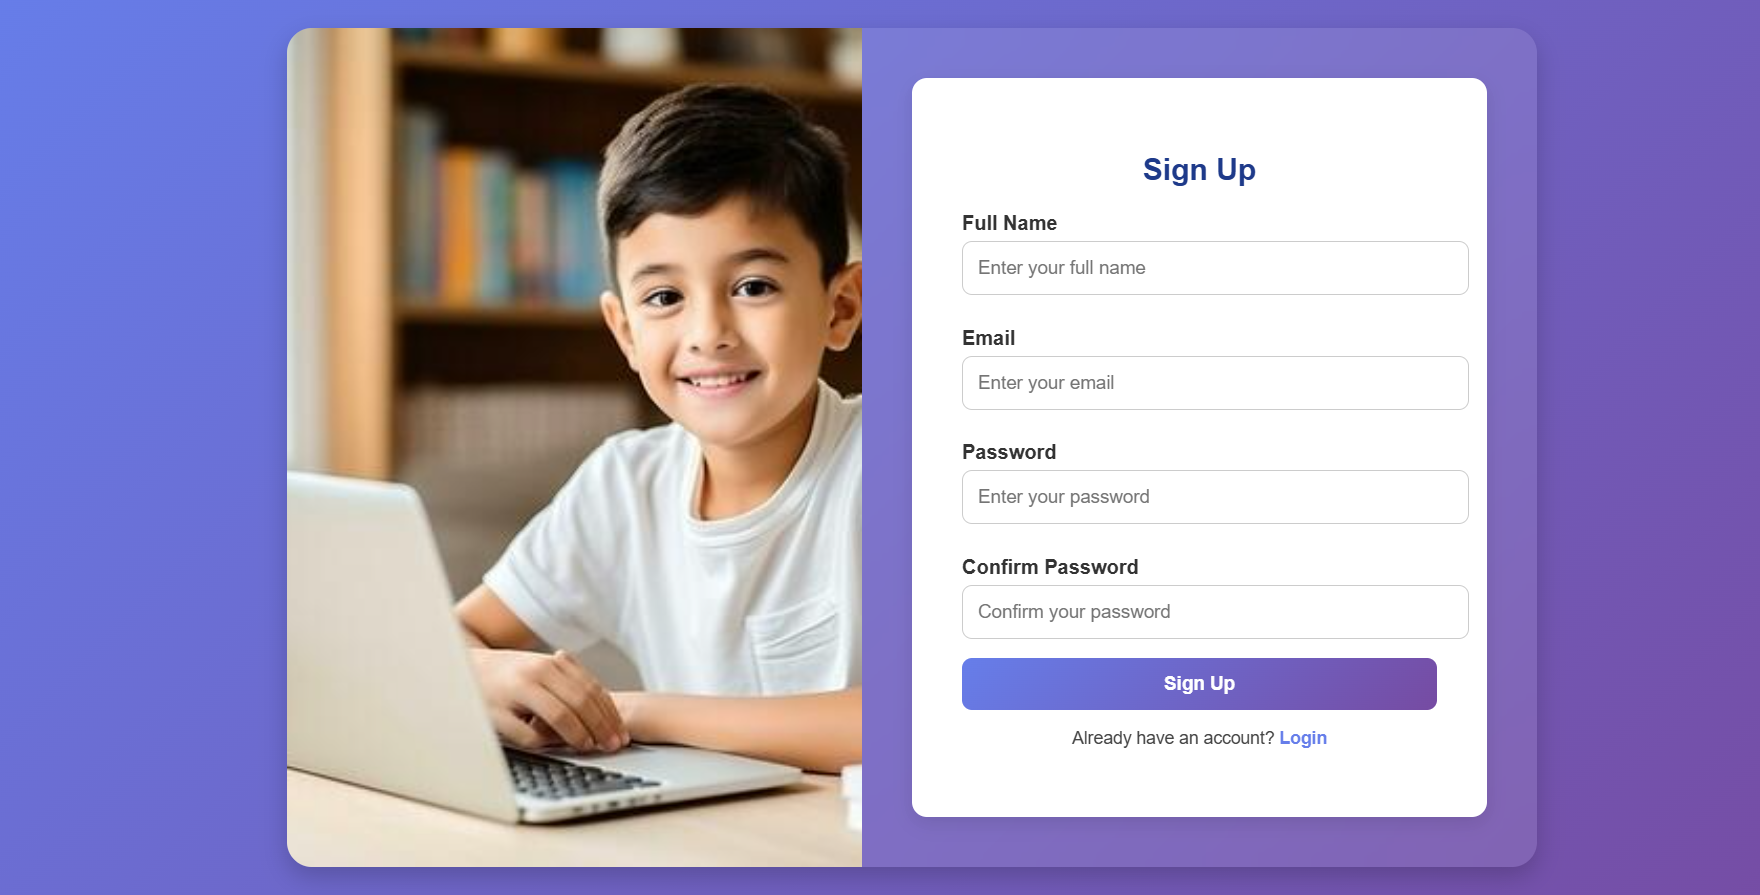 Sign Up
Full Name
Enter your full name
Email
Enter your email
Password
Enter your password
Confirm Password
Confirm your password
Sign Up
Already have an account? Login